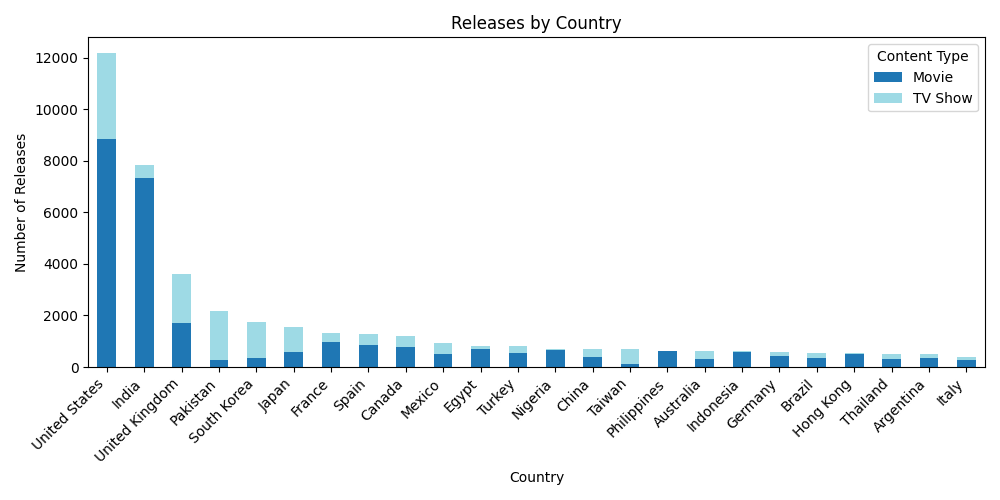 Releases by Country
Number of Releases
12000
10000
8000
6000
4000
2000
0
Content Type
Movie
TV Show
United States
India
United Kingdom
Pakistan
South Korea
Japan
France
Spain
Canada
Mexico
Egypt
Turkey
Nigeria
China
Taiwan
Philippines
Australia
Indonesia
Germany
Brazil
Hong Kong
Thailand
Argentina
Italy
Country